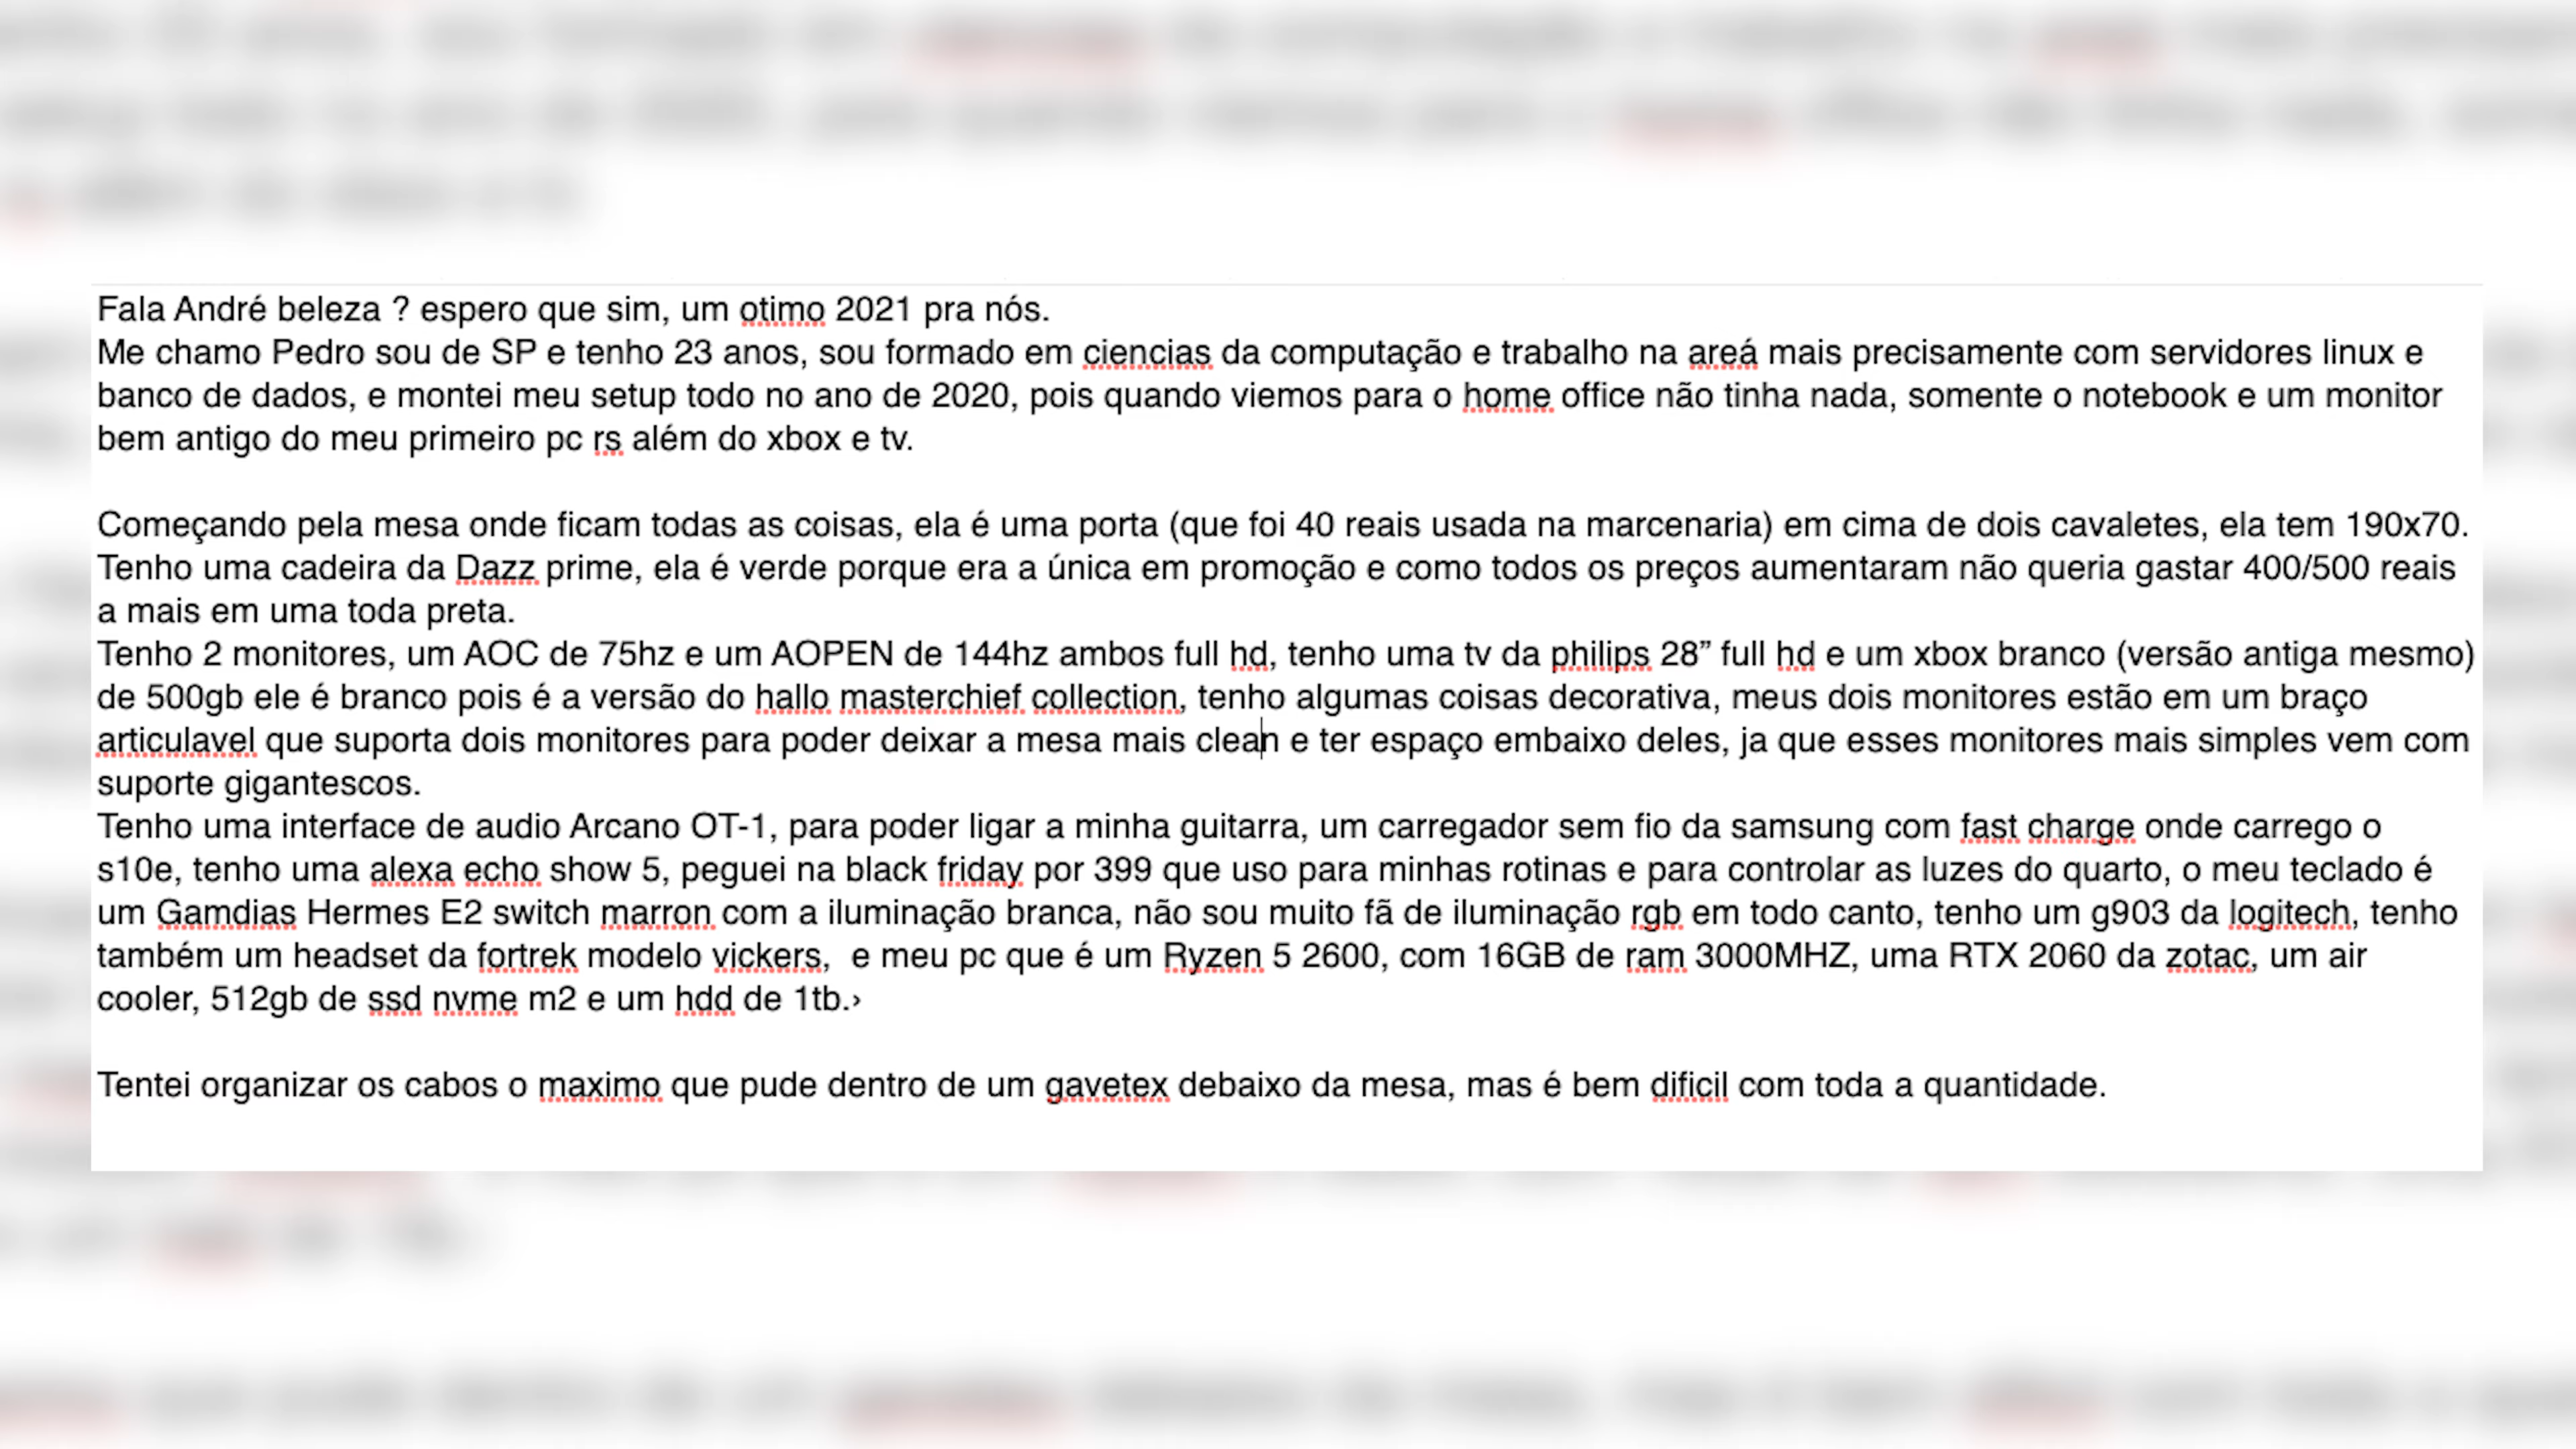 Fala André beleza ? espero que sim, um otimo 2021 pra nós.
Me chamo Pedro sou de SP e tenho 23 anos, sou formado em ciencias da computação e trabalho na areá mais precisamente com servidores linux e
banco de dados, e montei meu setup todo no ano de 2020, pois quando viemos para o home office não tinha nada, somente o notebook e um monitor
bem antigo do meu primeiro pc rs além do xbox e tv.
Começando pela mesa onde ficam todas as coisas, ela é uma porta (que foi 40 reais usada na marcenaria) em cima de dois cavaletes, ela tem 190x70.
Tenho uma cadeira da Dazz prime, ela é verde porque era a única em promoção e como todos os preços aumentaram não queria gastar 400/500 reais
a mais em uma toda preta.
Tenho 2 monitores, um AOC de 75hz e um AOPEN de 144hz ambos full hd, tenho uma tv da philips 28” full hd e um xbox branco (versão antiga mesmo)
de 500gb ele é branco pois é a versão do hallo masterchief collection, tenho algumas coisas decorativa, meus dois monitores estão em um braço
articulavel que suporta dois monitores para poder deixar a mesa mais clean e ter espaço embaixo deles, ja que esses monitores mais simples vem com
suporte gigantescos.
Tenho uma interface de audio Arcano OT-1, para poder ligar a minha guitarra, um carregador sem fio da samsung com fast charge onde carrego o
s10e, tenho uma alexa echo show 5, peguei na black friday por 399 que uso para minhas rotinas e para controlar as luzes do quarto, o meu teclado é
um Gamdias Hermes E2 switch marron com a iluminação branca, não sou muito fã de iluminação rgb em todo canto, tenho um g903 da logitech, tenho
também um headset da fortrek modelo vickers,  e meu pc que é um Ryzen 5 2600, com 16GB de ram 3000MHZ, uma RTX 2060 da zotac, um air
cooler, 512gb de ssd nvme m2 e um hdd de 1tb.›
Tentei organizar os cabos o maximo que pude dentro de um gavetex debaixo da mesa, mas é bem dificil com toda a quantidade.